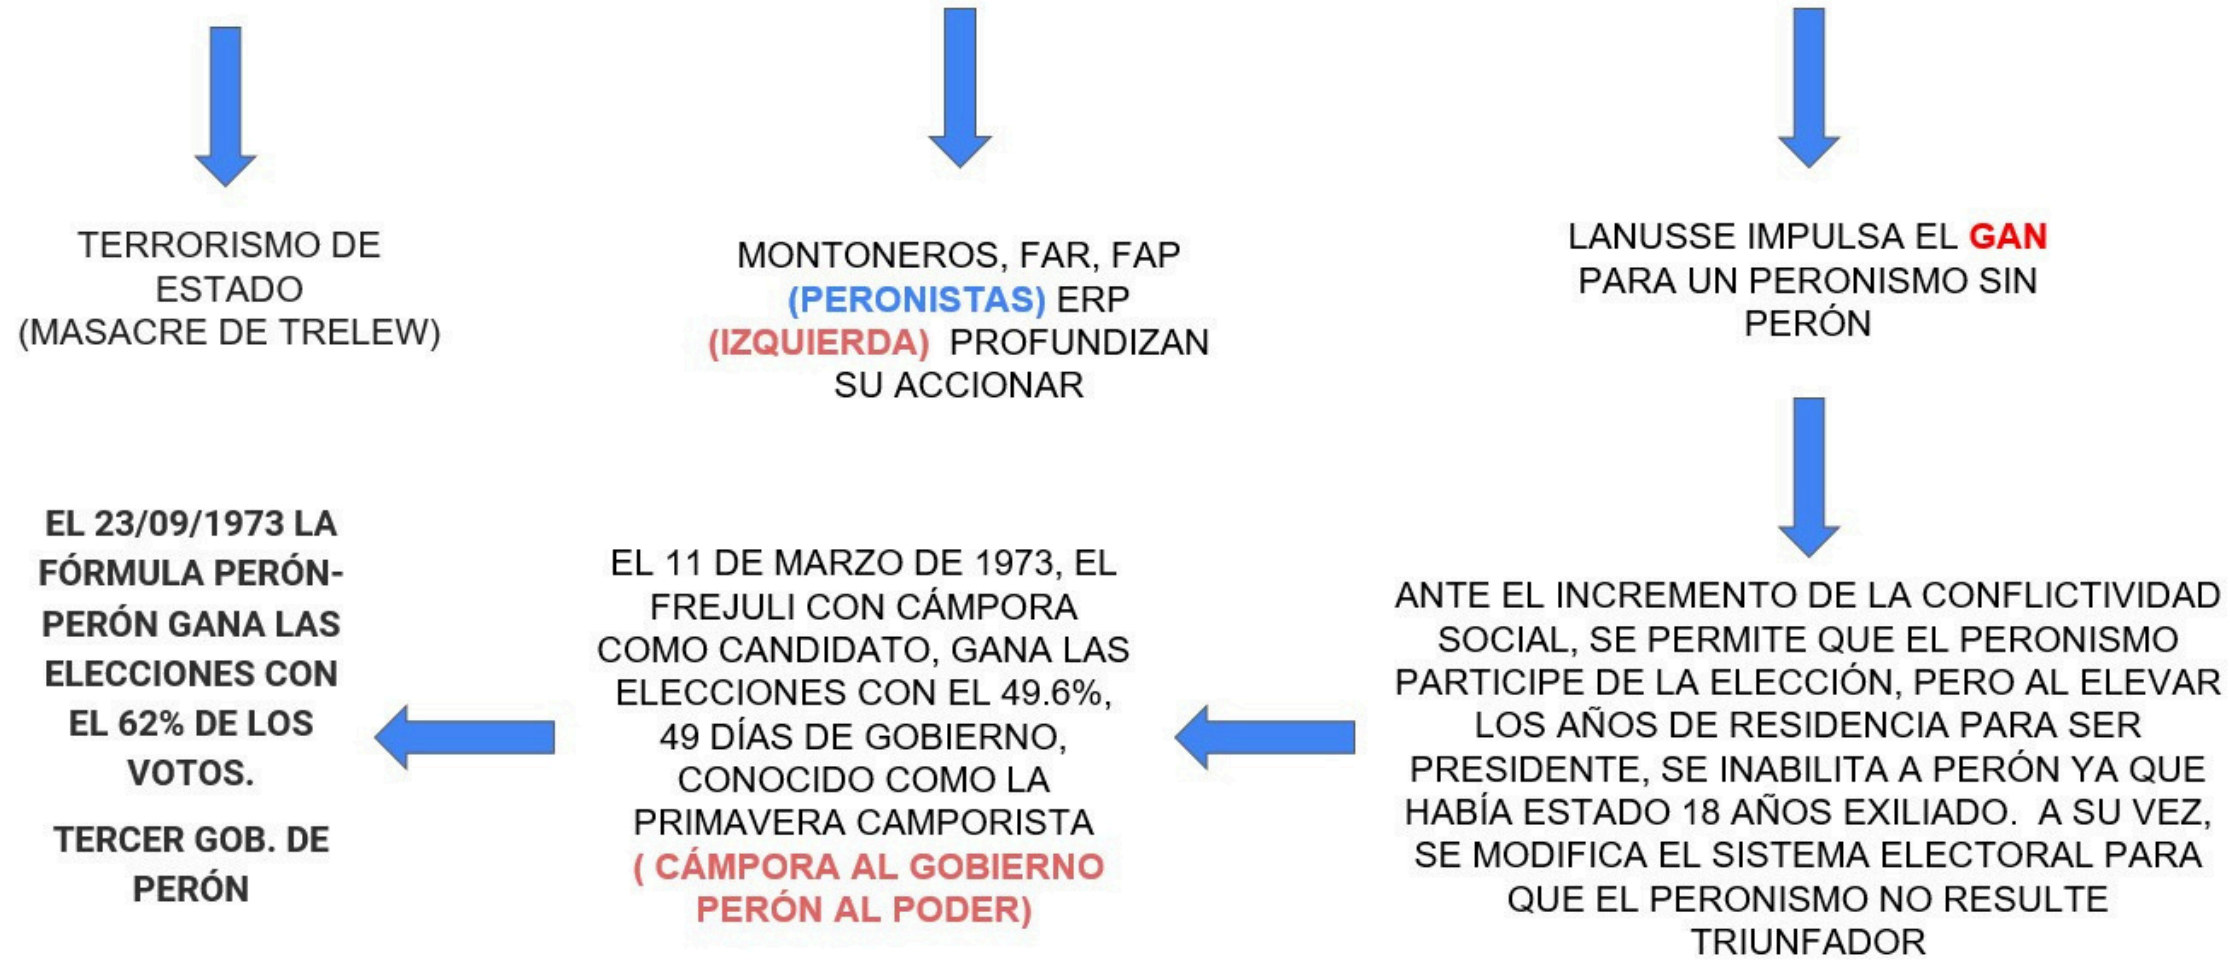 TERRORISMO DE
ESTADO
(MASACRE DE TRELEW)
MONTONEROS, FAR, FAP
(PERONISTAS) ERP
(IZQUIERDA) PROFUNDIZAN
SU ACCIONAR
LANUSSE IMPULSA EL GAN
PARA UN PERONISMO SIN
PERÓN
ANTE EL INCREMENTO DE LA CONFLICTIVIDAD
SOCIAL, SE PERMITE QUE EL PERONISMO
PARTICIPE DE LA ELECCIÓN, PERO AL ELEVAR
LOS AÑOS DE RESIDENCIA PARA SER
PRESIDENTE, SE INABILITA A PERÓN YA QUE
HABÍA ESTADO 18 AÑOS EXILIADO. A SU VEZ,
SE MODIFICA EL SISTEMA ELECTORAL PARA
QUE EL PERONISMO NO RESULTE
TRIUNFADOR
EL 11 DE MARZO DE 1973, EL
FREJULI CON CÁMPORA
COMO CANDIDATO, GANA LAS
ELECCIONES CON EL 49.6%,
49 DÍAS DE GOBIERNO,
CONOCIDO COMO LA
PRIMAVERA CAMPORISTA
( CÁMPORA AL GOBIERNO
PERÓN AL PODER)
EL 23/09/1973 LA
FÓRMULA PERÓN-
PERÓN GANA LAS
ELECCIONES CON
EL 62% DE LOS
VOTOS.
TERCER GOB. DE
PERÓN